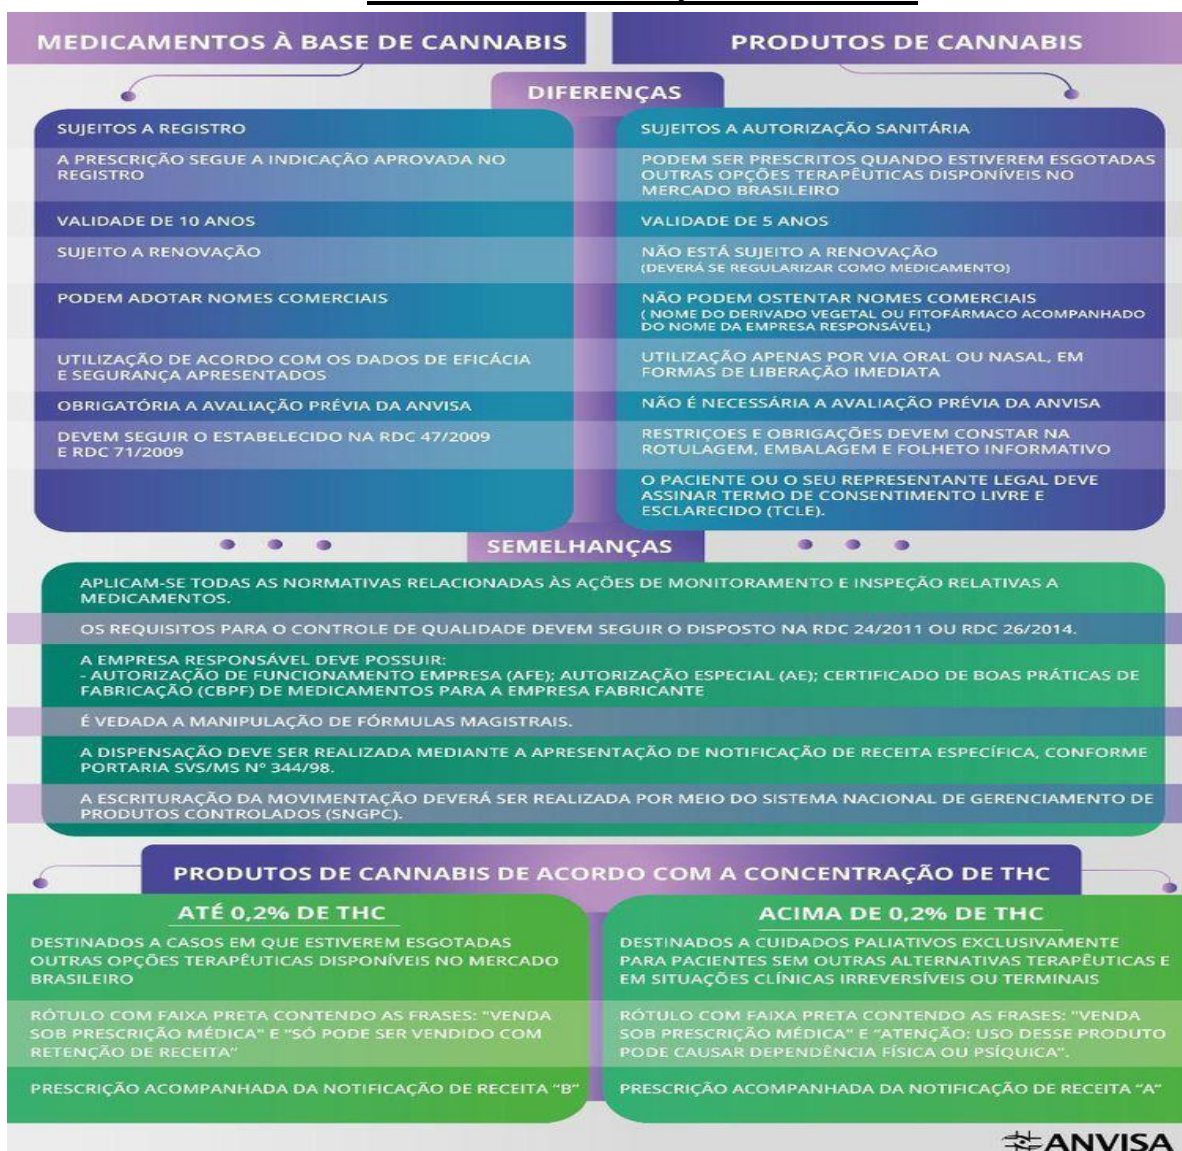 MEDICAMENTOS À BASE DE CANNABIS
PRODUTOS DE CANNABIS
DIFERENÇAS
SUJEITOS A REGISTRO
A PRESCRIÇÃO SEGUE A INDICAÇÃO APROVADA NO
REGISTRO
VALIDADE DE 10 ANOS
SUJEITO A RENOVAÇÃO
PODEM ADOTAR NOMES COMERCIAIS
UTILIZAÇÃO DE ACORDO COM OS DADOS DE EFICÁCIA
E SEGURANÇA APRESENTADOS
OBRIGATÓRIA A AVALIAÇÃO PRÉVIA DA ANVISA
DEVEM SEGUIR O ESTABELECIDO NA RDC 47/2009
E RDC 71/2009
SUJEITOS A AUTORIZAÇÃO SANITÁRIA
PODEM SER PRESCRITOS QUANDO ESTIVEREM ESGOTADAS
OUTRAS OPÇÕES TERAPÊUTICAS DISPONÍVEIS NO
MERCADO BRASILEIRO
VALIDADE DE 5 ANOS
NÃO ESTÁ SUJEITO A RENOVAÇÃO
(DEVERÁ SE REGULARIZAR COMO MEDICAMENTO)
NÃO PODEM OSTENTAR NOMES COMERCIAIS
( NOME DO DERIVADO VEGETAL OU FITOFÁRMACO ACOMPANHADO
DO NOME DA EMPRESA RESPONSÁVEL)
UTILIZAÇÃO APENAS POR VIA ORAL OU NASAL, EM
FORMAS DE LIBERAÇÃO IMEDIATA
NÃO É NECESSÁRIA A AVALIAÇÃO PRÉVIA DA ANVISA
RESTRIÇOES E OBRIGAÇÕES DEVEM CONSTAR NA
ROTULAGEM, EMBALAGEM E FOLHETO INFORMATIVO
O PACIENTE OU O SEU REPRESENTANTE LEGAL DEVE
ASSINAR TERMO DE CONSENTIMENTO LIVRE E
ESCLARECIDO (TCLE).
SEMELHANÇAS
APLICAM-SE TODAS AS NORMATIVAS RELACIONADAS ÀS AÇÕES DE MONITORAMENTO E INSPEÇÃO RELATIVAS A
MEDICAMENTOS.
OS REQUISITOS PARA O CONTROLE DE QUALIDADE DEVEM SEGUIR O DISPOSTO NA RDC 24/2011 OU RDC 26/2014.
A EMPRESA RESPONSÁVEL DEVE POSSUIR:
- AUTORIZAÇÃO DE FUNCIONAMENTO EMPRESA (AFE); AUTORIZAÇÃO ESPECIAL (AE); CERTIFICADO DE BOAS PRÁTICAS DE
FABRICAÇÃO (CBPF) DE MEDICAMENTOS PARA A EMPRESA FABRICANTE
É VEDADA A MANIPULAÇÃO DE FÓRMULAS MAGISTRAIS.
A DISPENSAÇÃO DEVE SER REALIZADA MEDIANTE A APRESENTAÇÃO DE NOTIFICAÇÃO DE RECEITA ESPECÍFICA, CONFORME
PORTARIA SVS/MS Nº 344/98.
A ESCRITURAÇÃO DA MOVIMENTAÇÃO DEVERÁ SER REALIZADA POR MEIO DO SISTEMA NACIONAL DE GERENCIAMENTO DE
PRODUTOS CONTROLADOS (SNGPC).
PRODUTOS DE CANNABIS DE ACORDO COM A CONCENTRAÇÃO DE THC
ATÉ 0,2% DE THC
DESTINADOS A CASOS EM QUE ESTIVEREM ESGOTADAS
OUTRAS OPÇÕES TERAPÊUTICAS DISPONÍVEIS NO MERCADO
BRASILEIRO
RÓTULO COM FAIXA PRETA CONTENDO AS FRASES: "VENDA
SOB PRESCRIÇÃO MÉDICA" E "SÓ PODE SER VENDIDO COM
RETENÇÃO DE RECEITA"
PRESCRIÇÃO ACOMPANHADA DA NOTIFICAÇÃO DE RECEITA "B"
ACIMA DE 0,2% DE THC
DESTINADOS A CUIDADOS PALIATIVOS EXCLUSIVAMENTE
PARA PACIENTES SEM OUTRAS ALTERNATIVAS TERAPÊUTICAS E
EM SITUAÇÕES CLÍNICAS IRREVERSÍVEIS OU TERMINAIS
RÓTULO COM FAIXA PRETA CONTENDO AS FRASES: "VENDA
SOB PRESCRIÇÃO MÉDICA" E "ATENÇÃO: USO DESSE PRODUTO
PODE CAUSAR DEPENDÊNCIA FÍSICA OU PSÍQUICA".
PRESCRIÇÃO ACOMPANHADA DA NOTIFICAÇÃO DE RECEITA "A"
ANVISA